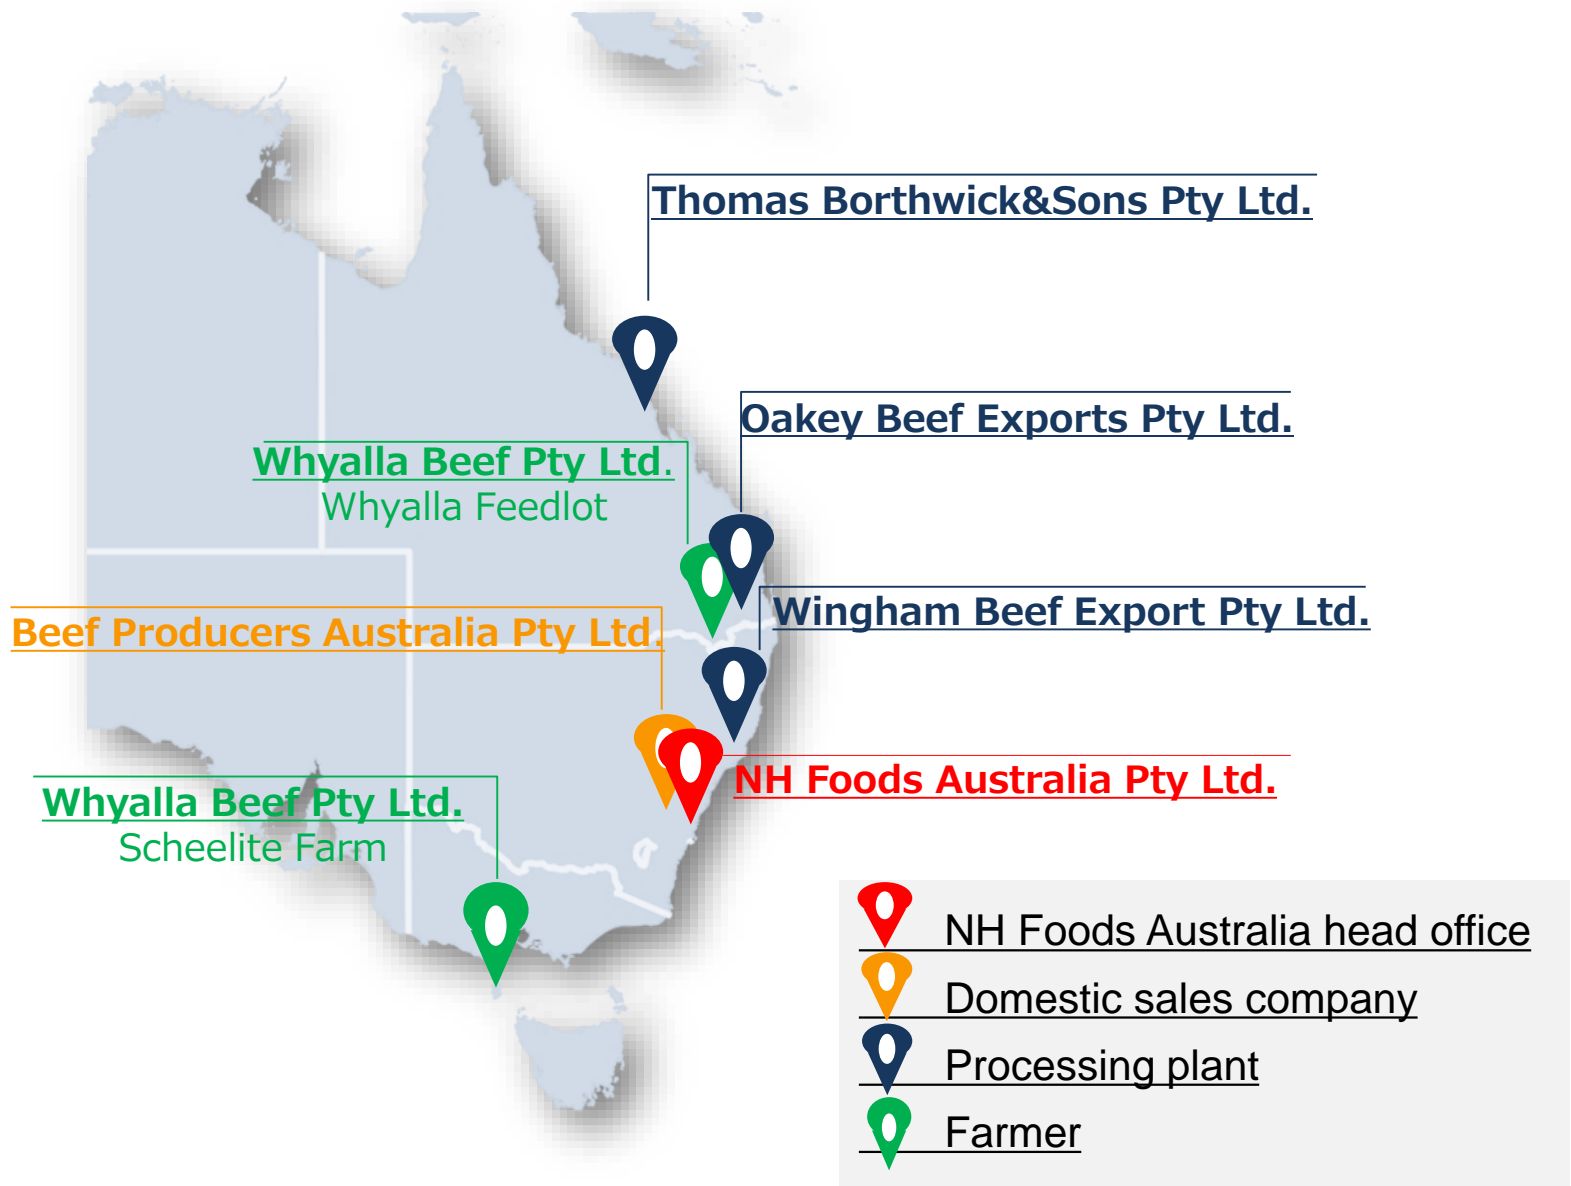 Thomas Borthwick&Sons Pty Ltd.
Oakey Beef Exports Pty Ltd.
Whyalla Beef Pty Ltd.
Whyalla Feedlot
Wingham Beef Export Pty Ltd.
Beef Producers Australia Pty Ltd.
NH Foods Australia Pty Ltd.
Whyalla Beef Pty Ltd.
Scheelite Farm
NH Foods Australia head office
Domestic sales company
Processing plant
Farmer